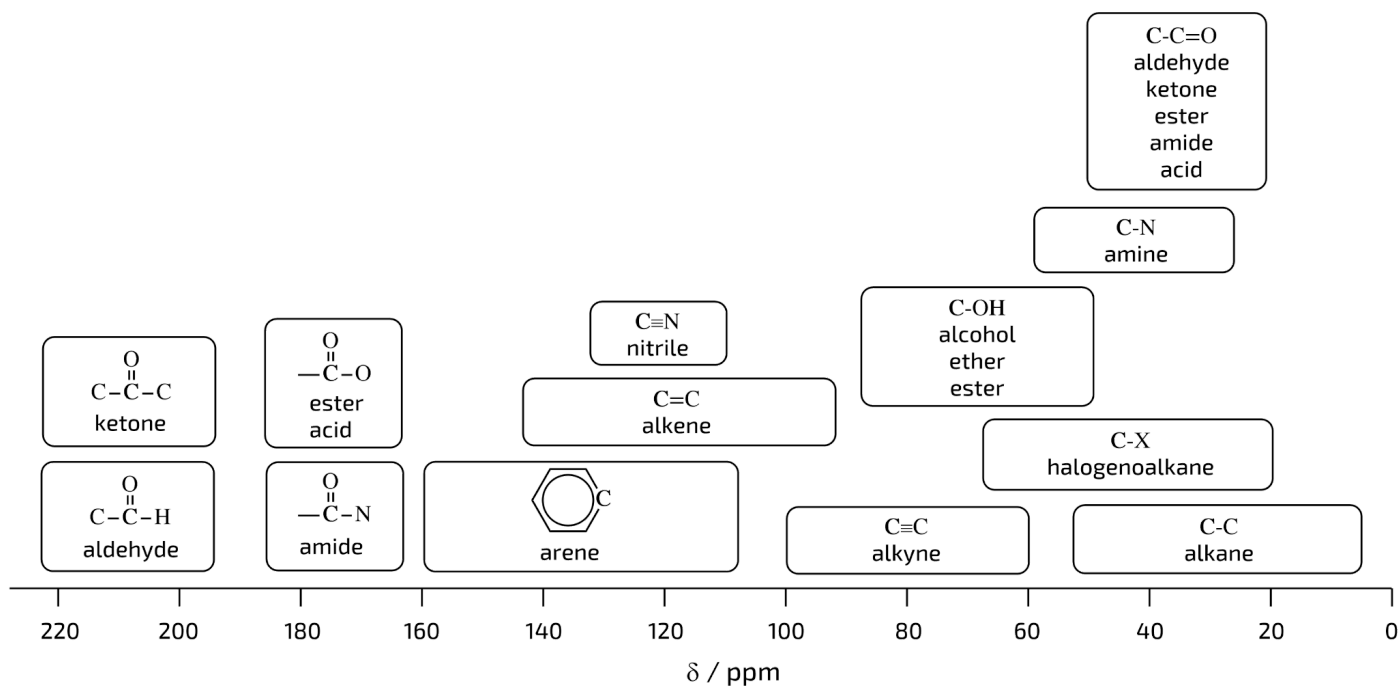 C-C=O
aldehyde
ketone
ester
amide
acid
C-N
amine
C-OH
alcohol
ether
ester
C≡N
nitrile
O
C-C-C
ketone
O
C-O
ester
acid
C=C
alkene
C-X
halogenoalkane
O
C-C-H
aldehyde
O
C-N
amide
C
arene
C≡C
alkyne
C-C
alkane
220 200 180 160 140 120 100 80 60 40 20 0
δ / ppm